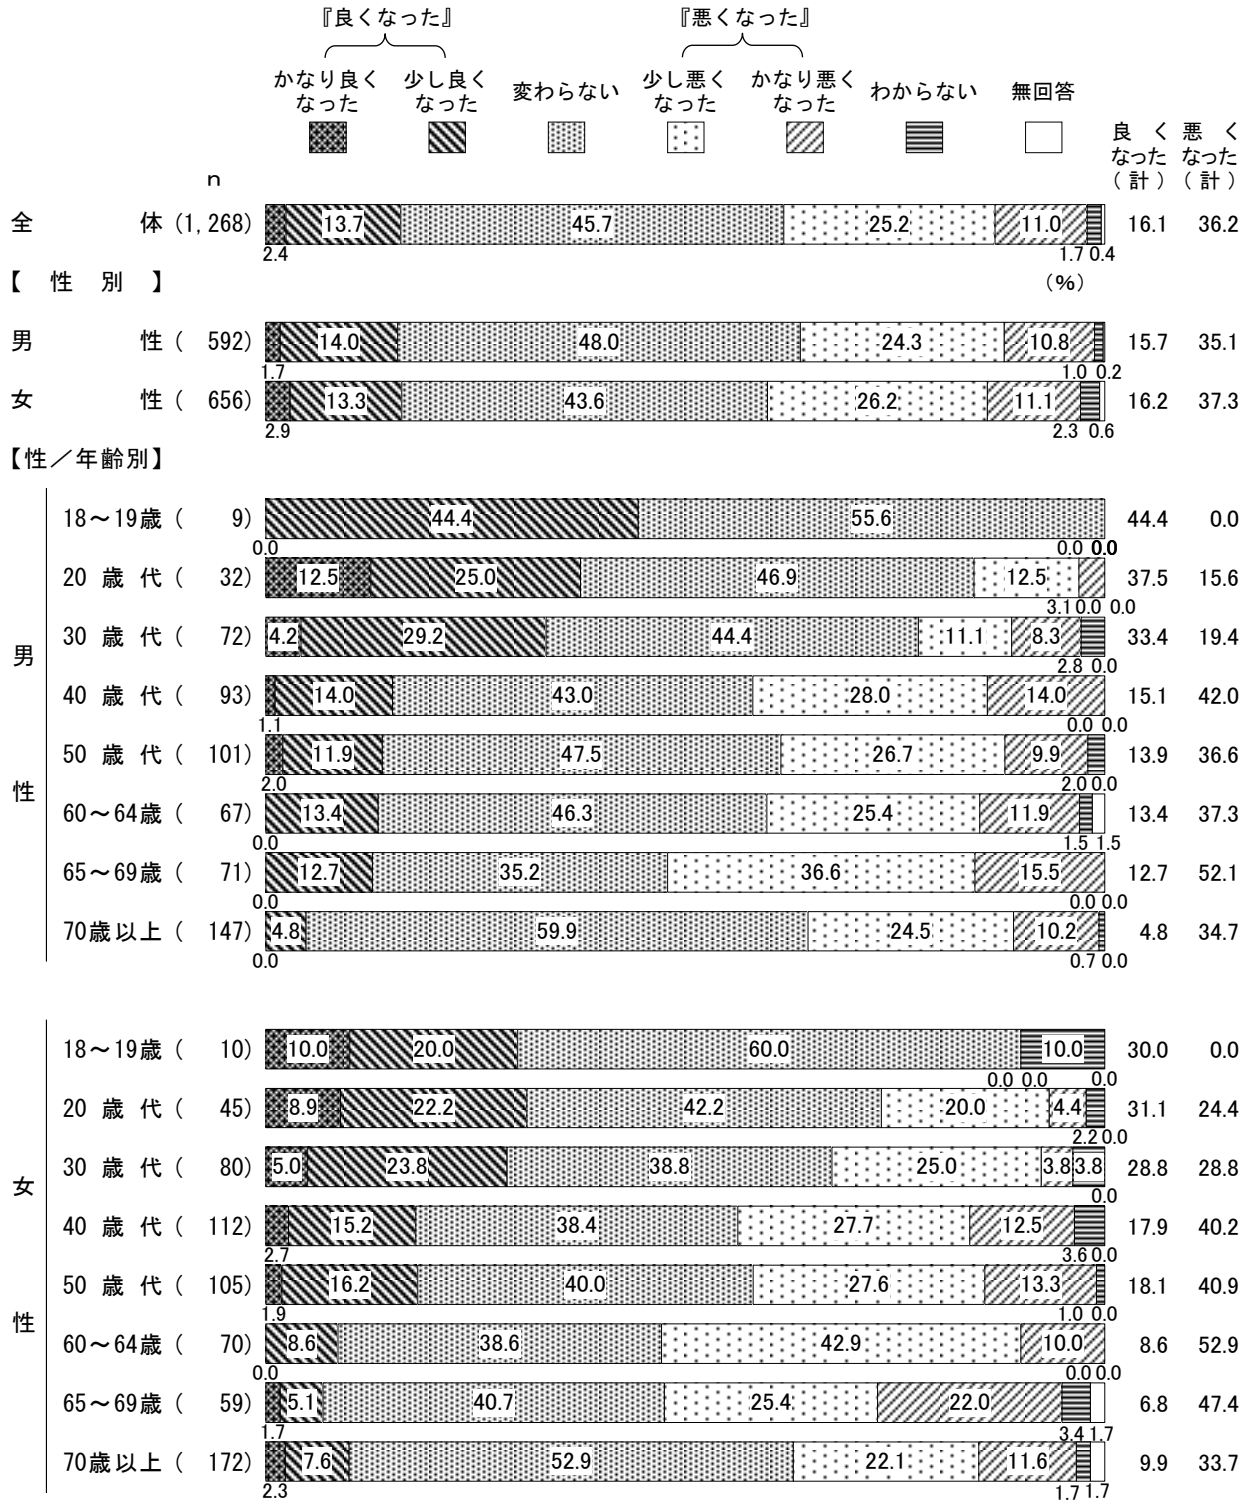 『良くなった』 『悪くなった』
かなり良くなった 少し良くなった 変わらない 少し悪くなった かなり悪くなった わからない 無回答
良くなった(計) 悪くなった(計)
n
全体 (1,268) 13.7 45.7 25.2 11.0 16.1 36.2
2.4 1.7 0.4
【性別】 (%)
男性 ( 592) 14.0 48.0 24.3 10.8 15.7 35.1
1.7 1.0 0.2
女性 ( 656) 13.3 43.6 26.2 11.1 16.2 37.3
2.9 2.3 0.6
【性／年齢別】
男性
18～19歳 ( 9) 44.4 55.6 44.4 0.0
0.0 0.0 0.0
20歳代 ( 32) 12.5 25.0 46.9 12.5 37.5 15.6
3.1 0.0 0.0
30歳代 ( 72) 4.2 29.2 44.4 11.1 8.3 33.4 19.4
2.8 0.0
40歳代 ( 93) 14.0 43.0 28.0 14.0 15.1 42.0
1.1 0.0 0.0
50歳代 ( 101) 11.9 47.5 26.7 9.9 13.9 36.6
2.0 2.0 0.0
60～64歳 ( 67) 13.4 46.3 25.4 11.9 13.4 37.3
0.0 1.5 1.5
65～69歳 ( 71) 12.7 35.2 36.6 15.5 12.7 52.1
0.0 0.0 0.0
70歳以上 ( 147) 4.8 59.9 24.5 10.2 4.8 34.7
0.0 0.7 0.0
女性
18～19歳 ( 10) 10.0 20.0 60.0 10.0 30.0 0.0
0.0 0.0 0.0
20歳代 ( 45) 8.9 22.2 42.2 20.0 4.4 31.1 24.4
2.2 0.0
30歳代 ( 80) 5.0 23.8 38.8 25.0 3.8 3.8 28.8 28.8
0.0
40歳代 ( 112) 15.2 38.4 27.7 12.5 17.9 40.2
2.7 3.6 0.0
50歳代 ( 105) 16.2 40.0 27.6 13.3 18.1 40.9
1.9 1.0 0.0
60～64歳 ( 70) 8.6 38.6 42.9 10.0 8.6 52.9
0.0 0.0 0.0
65～69歳 ( 59) 5.1 40.7 25.4 22.0 6.8 47.4
1.7 3.4 1.7
70歳以上 ( 172) 7.6 52.9 22.1 11.6 9.9 33.7
2.3 1.7 1.7